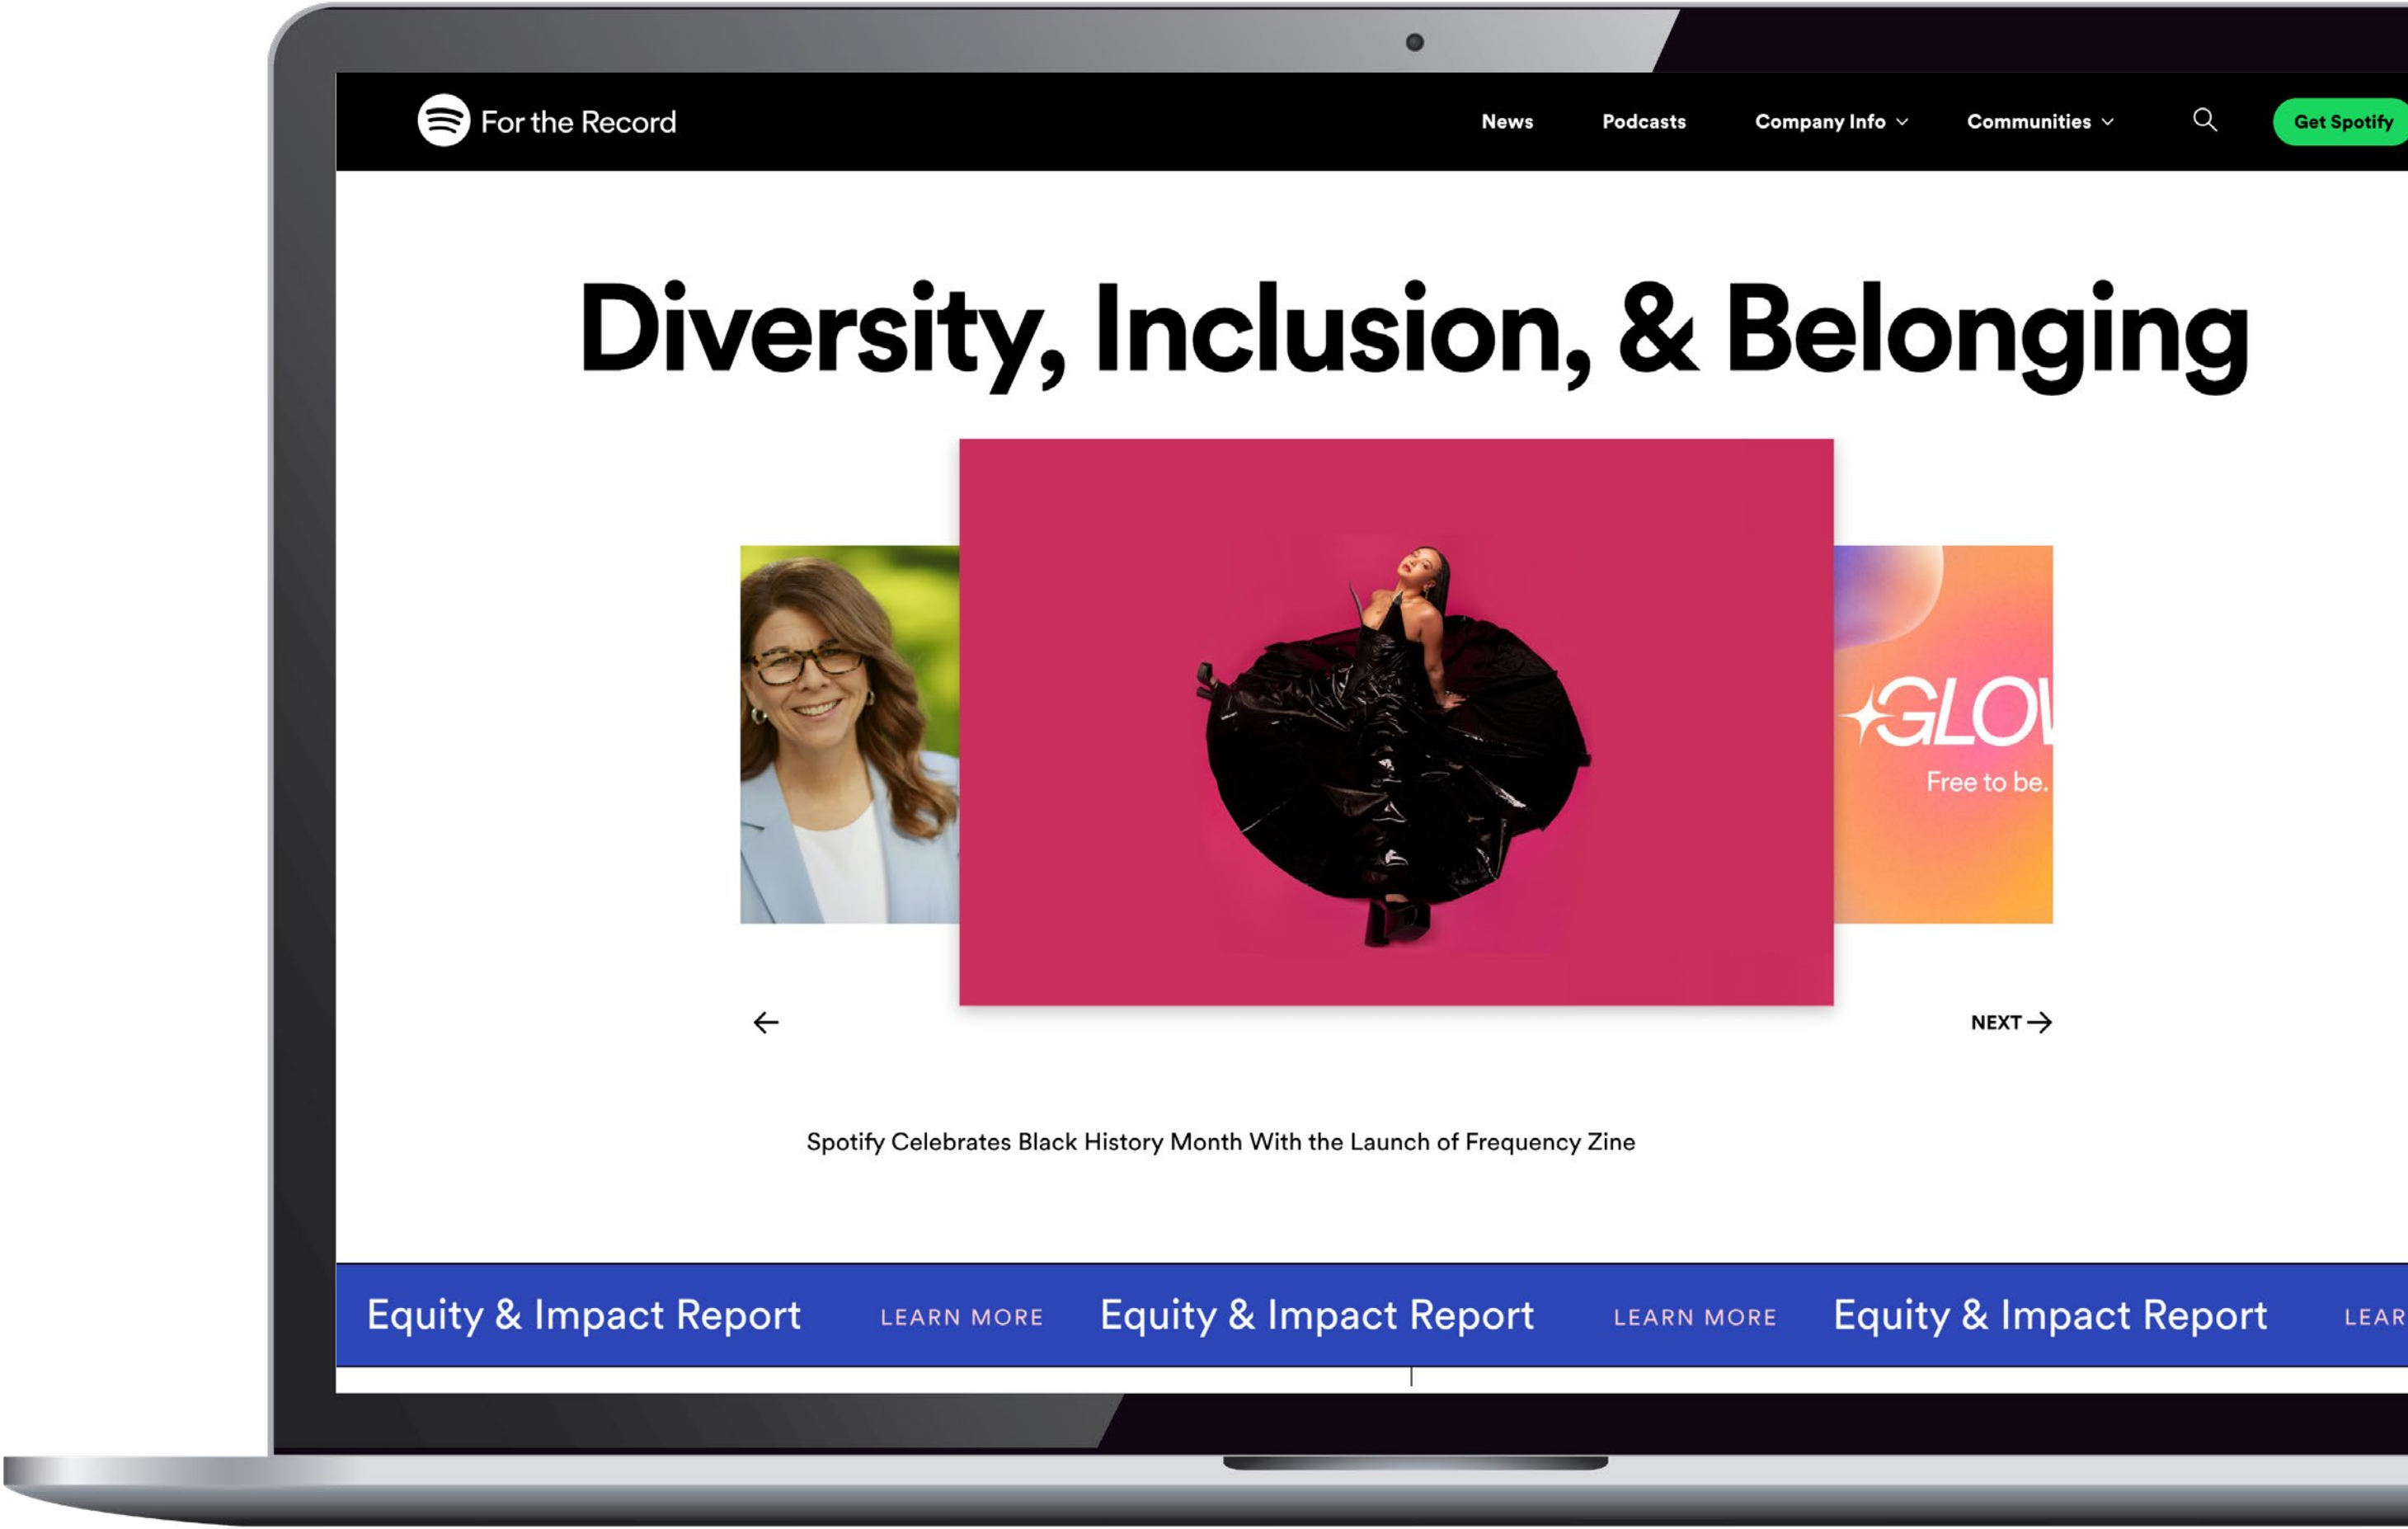 For the Record
News Podcasts Company Info Communities Get Spotify
Diversity, Inclusion, & Belonging
GLO
Free to be.
NEXT
Spotify Celebrates Black History Month With the Launch of Frequency Zine
Equity & Impact Report LEARN MORE Equity & Impact Report LEARN MORE Equity & Impact Report LEAR